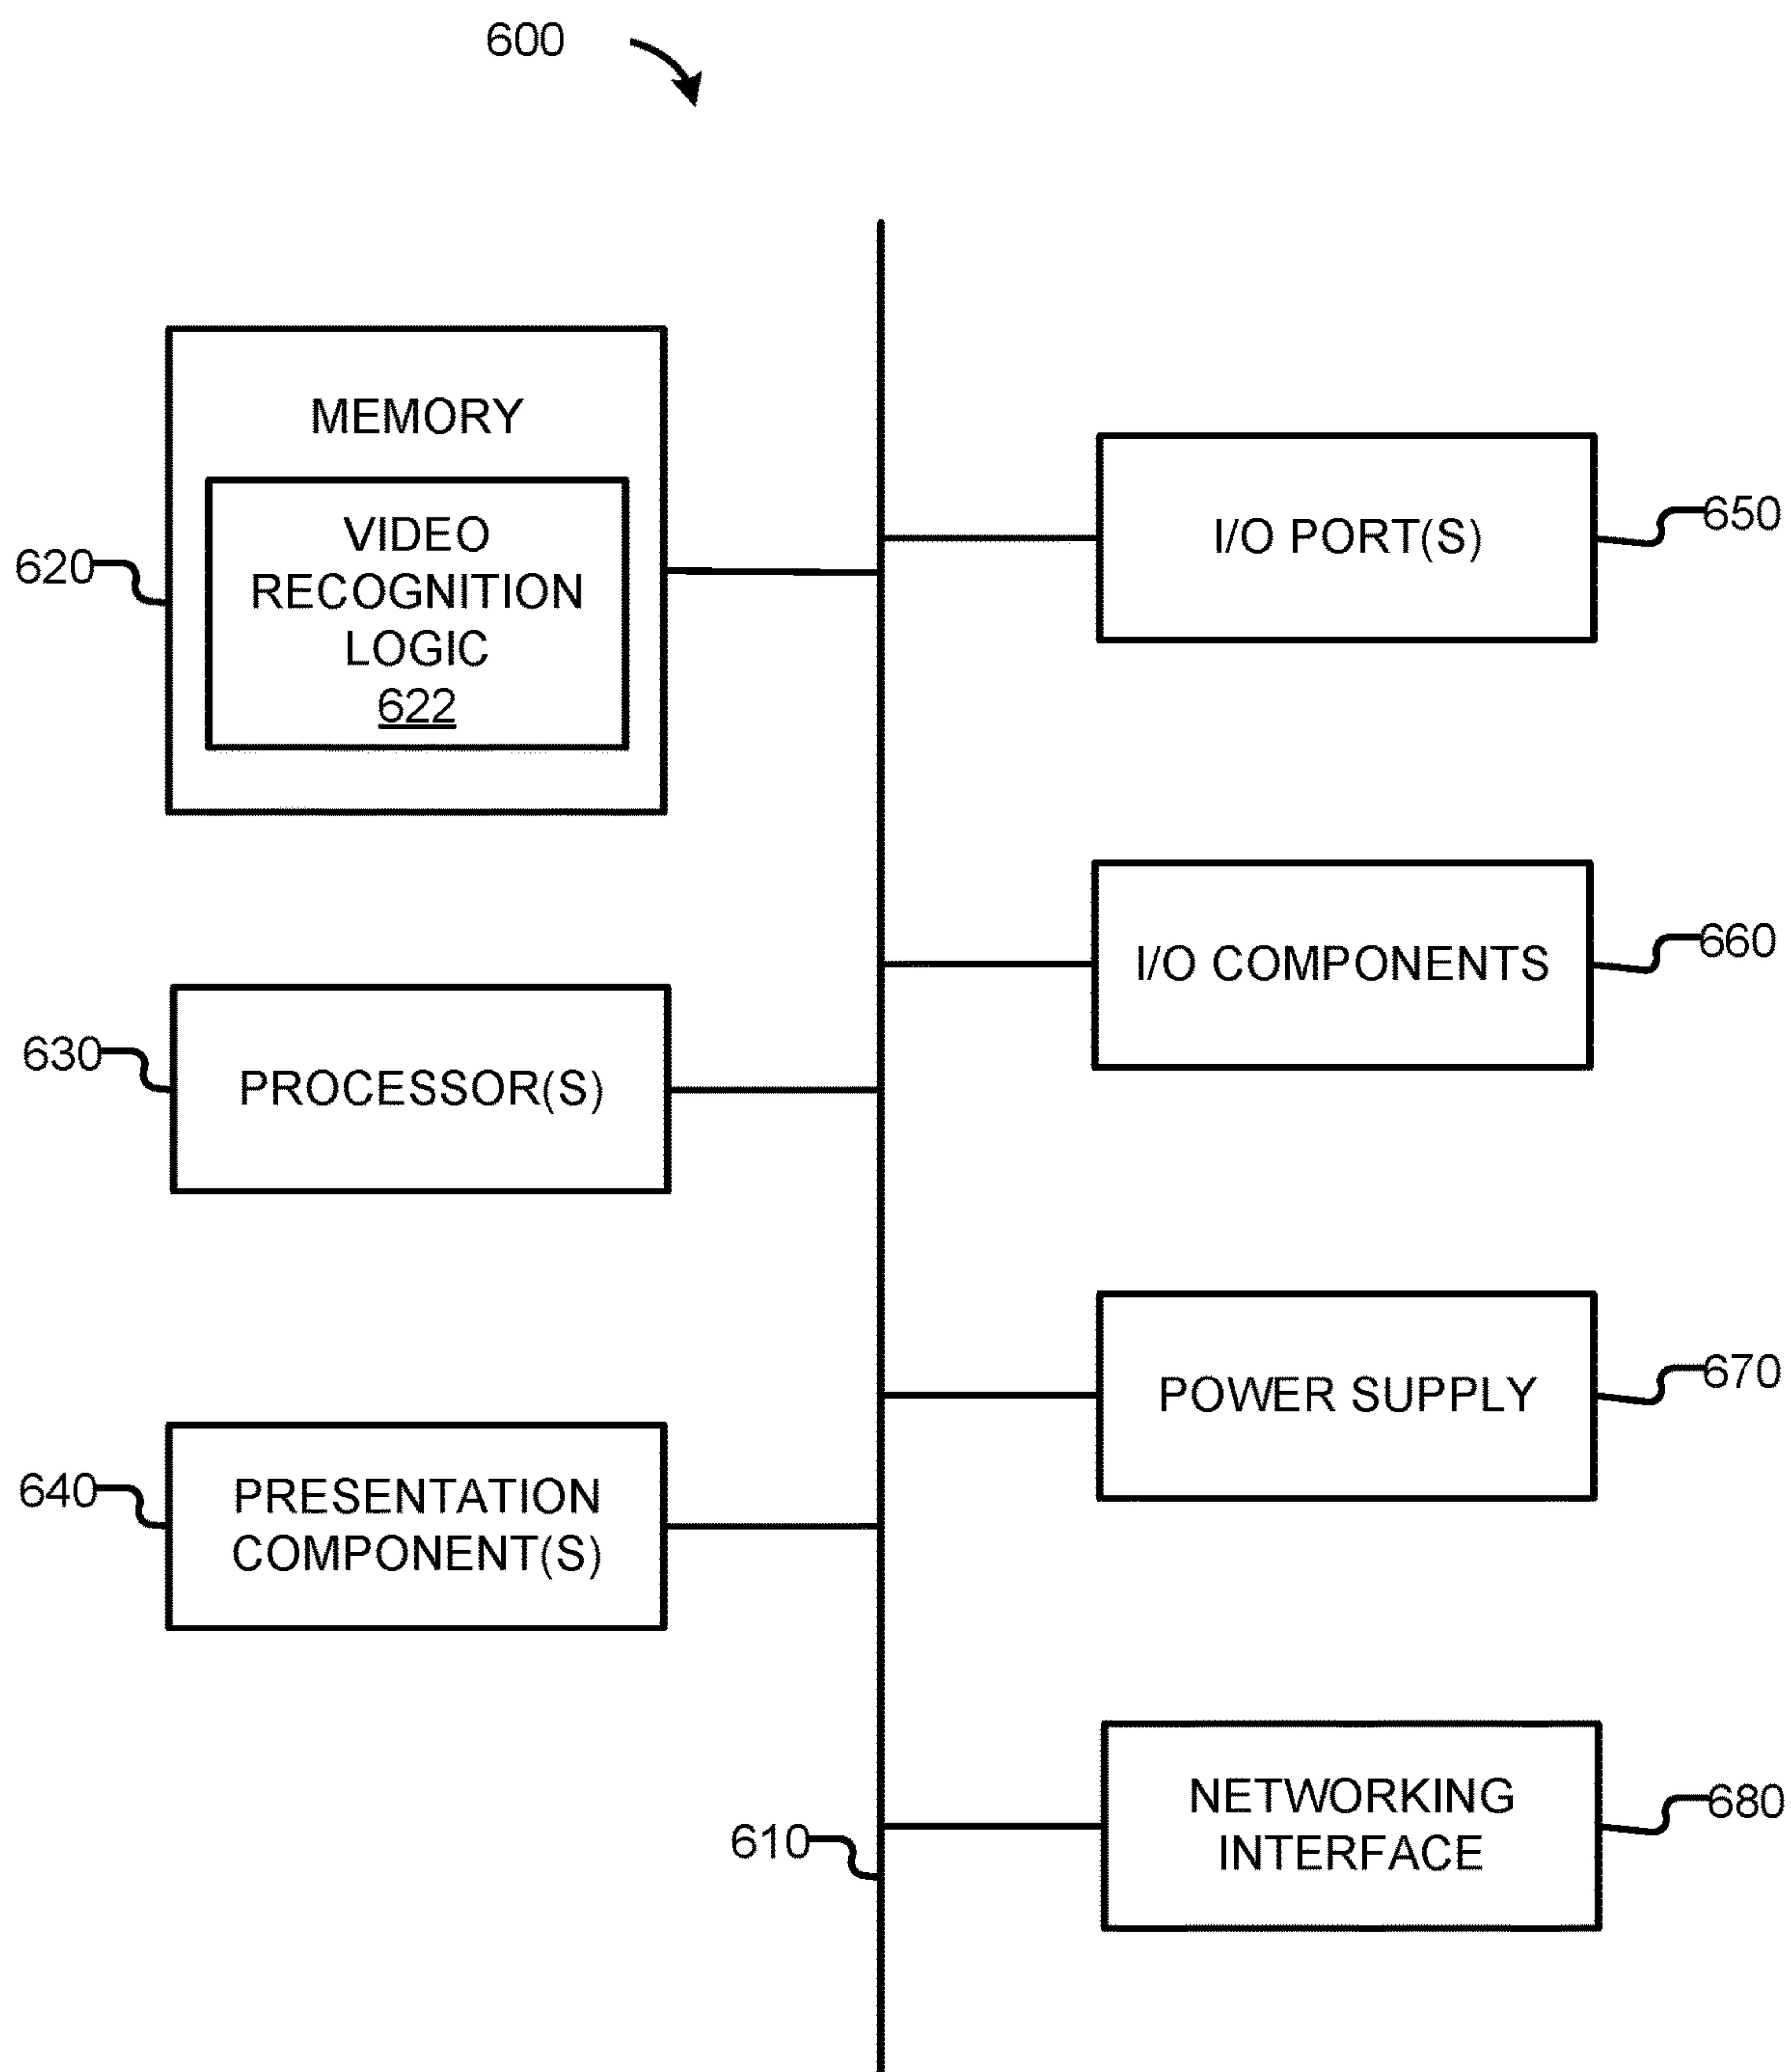 600
MEMORY
VIDEO
RECOGNITION
LOGIC
622
620
I/O PORT(S)
650
I/O COMPONENTS
660
630
PROCESSOR(S)
POWER SUPPLY
670
640
PRESENTATION
COMPONENT(S)
NETWORKING
INTERFACE
680
610